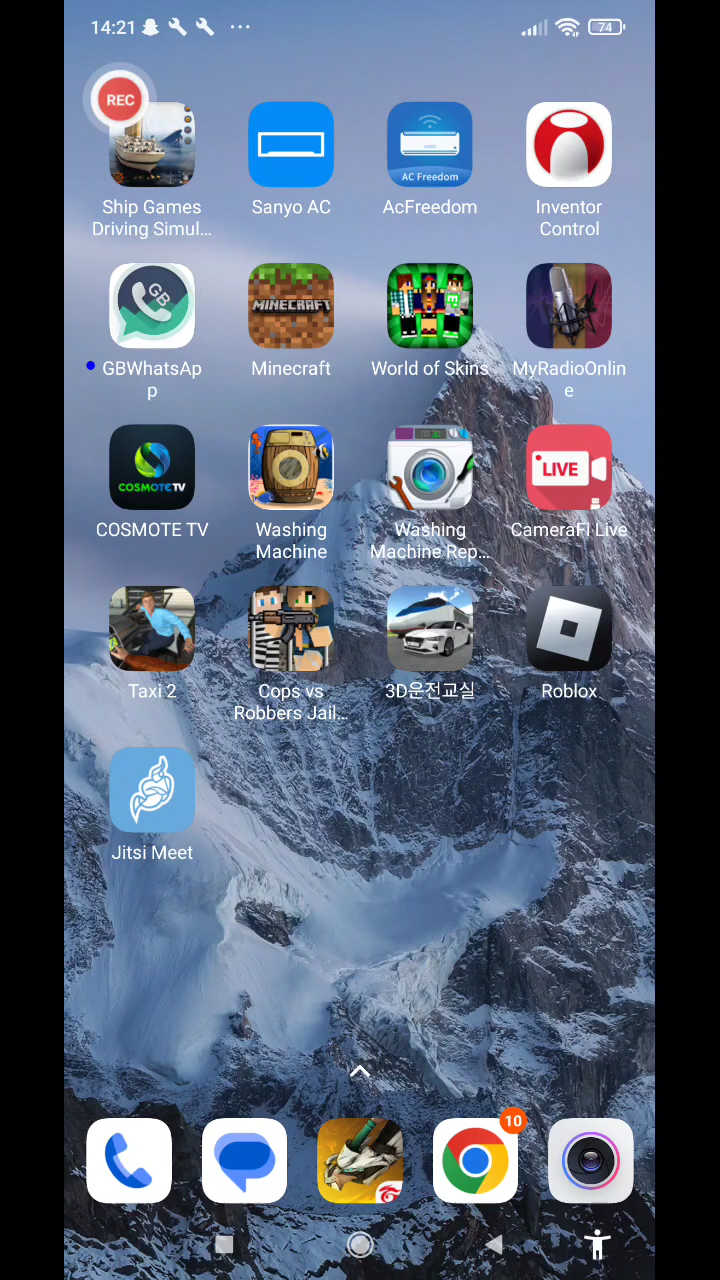 14:21
74
REC
AC Freedom
Ship Games
Driving Simul...
Sanyo AC
AcFreedom
Inventor
Control
GB
MINECRAFT
m
GBWhatsAp
p
Minecraft
World of Skins
MyRadioOnlin
e
COSMOTE TV
LIVE
COSMOTE TV
Washing
Machine
Washing
Machine Rep...
CameraFi Live
Taxi 2
Cops vs
Robbers Jail...
3D운전교실
Roblox
Jitsi Meet
10